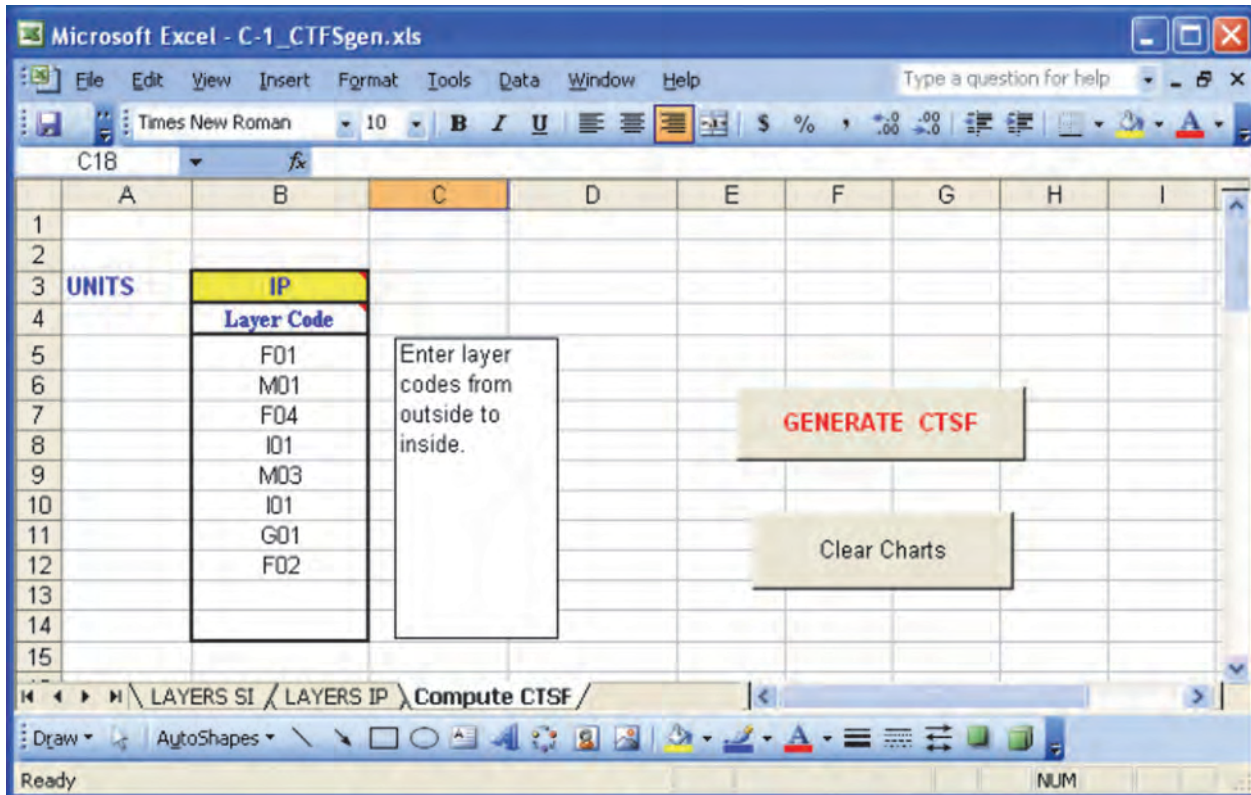 Microsoft Excel - C-1_CTFSgen.xls
File Edit View Insert Format Tools Data Window Help Type a question for help
Times New Roman 10 B I U $ % , .00 .00
C18 fx
A B C D E F G H I
1
2
3 UNITS IP
4 Layer Code
5 F01 Enter layer
6 M01 codes from
7 F04 outside to GENERATE CTSF
8 I01 inside.
9 M03
10 I01
11 G01 Clear Charts
12 F02
13
14
15
LAYERS SI LAYERS IP Compute CTSF
Draw AutoShapes A
Ready NUM